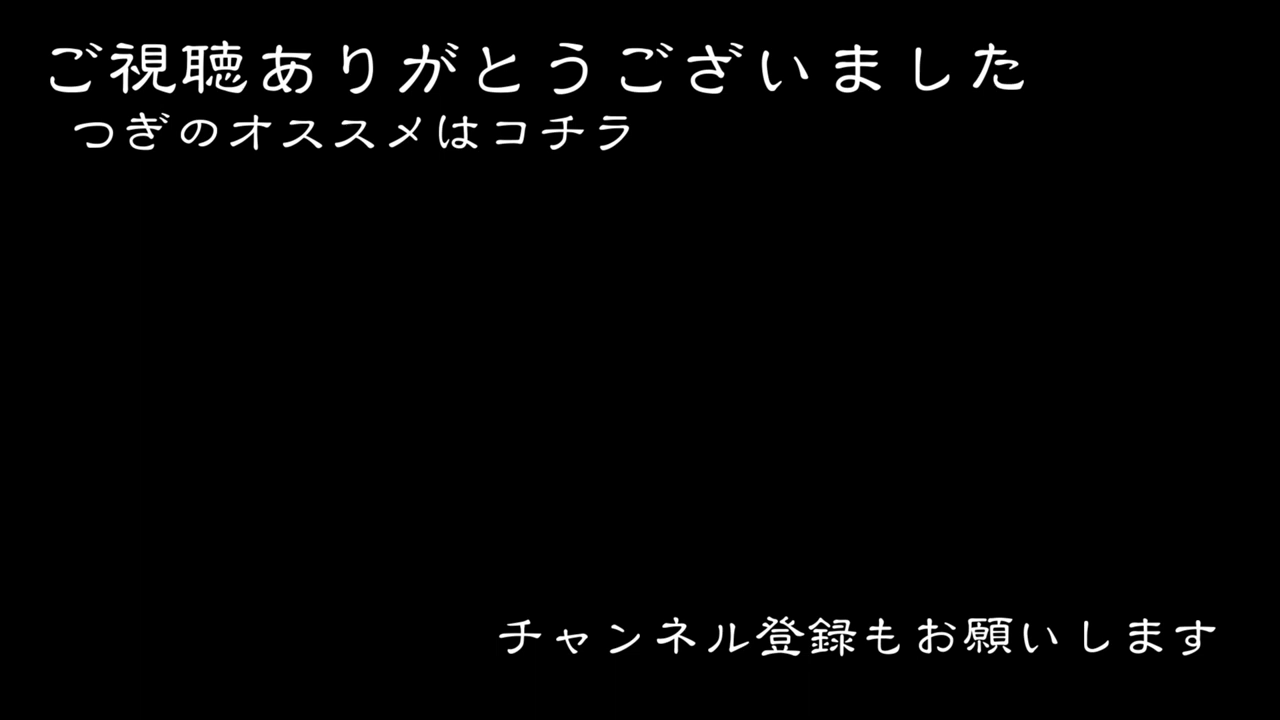 ご視聴ありがとうございました
つぎのオススメはコチラ
チャンネル登録もお願いします